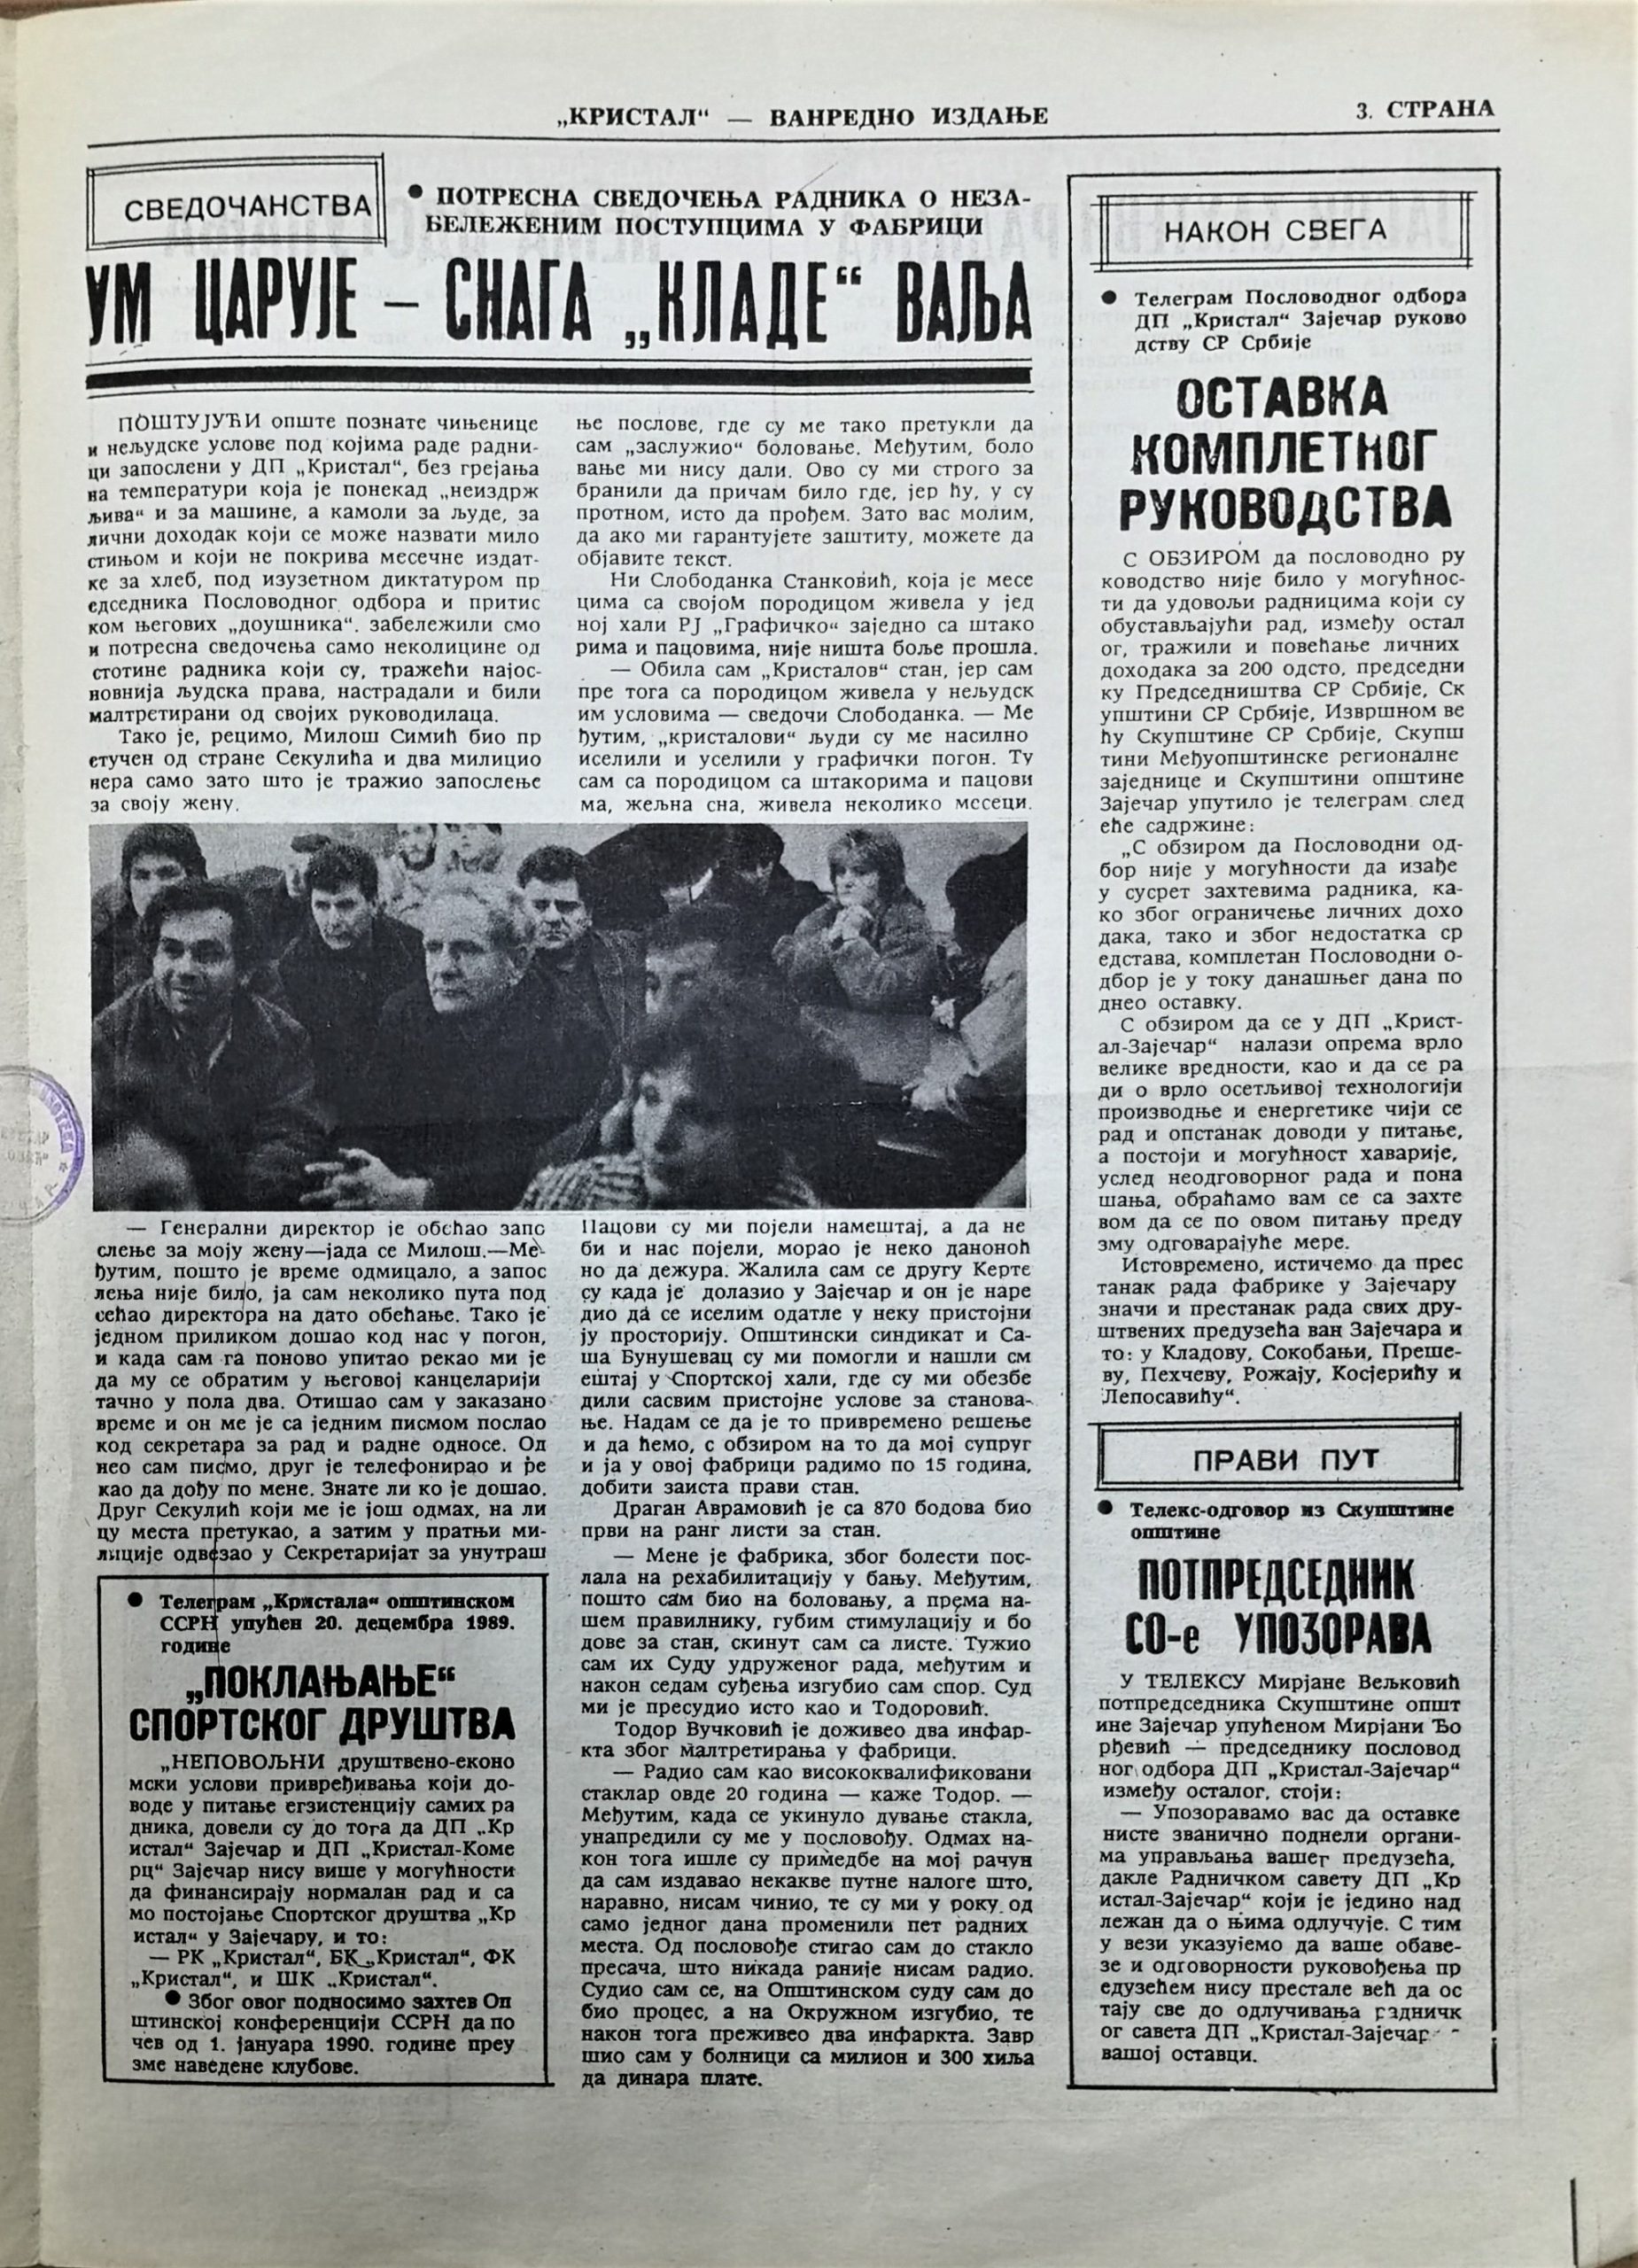 „КРИСТАЛ“ — ВАНРЕДНО ИЗДАЊЕ
3. СТРАНА
СВЕДОЧАНСТВА
● ПОТРЕСНА СВЕДОЧЕЊА РАДНИКА О НЕЗА-
БЕЛЕЖЕНИМ ПОСТУПЦИМА У ФАБРИЦИ
УМ ЦАРУЈЕ – СНАГА „КЛАДЕ“ ВАЉА
ПОШТУЈУЋИ опште познате чињенице
и нељудске услове под којима раде радни-
ци запослени у ДП „Кристал“, без грејања
на температури која је понекад „неиздрж
љива“ и за машине, а камоли за људе, за
лични доходак који се може назвати мило
стињом и који не покрива месечне издат-
ке за хлеб, под изузетном диктатуром пр
едседника Пословодног одбора и притис
ком његових „доушника“. забележили смо
и потресна сведочења само неколицине од
стотине радника који су, тражећи најос-
новнија људска права, настрадали и били
малтретирани од својих руководилаца.
Тако је, рецимо, Милош Симић био пр
етучен од стране Секулића и два милицио
нера само зато што је тражио запослење
за своју жену.
— Генерални директор је обећао запо
слење за моју жену—јада се Милош.—Ме-
ђутим, пошто је време одмицало, а запос
лења није било, ја сам неколико пута под
сећао директора на дато обећање. Тако је
једном приликом дошао код нас у погон,
и када сам га поново упитао рекао ми је
да му се обратим у његовој канцеларији
тачно у пола два. Отишао сам у заказано
време и он ме је са једним писмом послао
код секретара за рад и радне односе. Од
нео сам писмо, друг је телефонирао и ре
као да дођу по мене. Знате ли ко је дошао.
Друг Секулић који ме је још одмах, на ли
цу места претукао, а затим у пратњи ми-
лиције одвезао у Секретаријат за унутраш
ње послове, где су ме тако претукли да
сам „заслужио“ боловање. Међутим, боло
вање ми нису дали. Ово су ми строго за
бранили да причам било где, јер ћу, у су
протном, исто да прођем. Зато вас молим,
да ако ми гарантујете заштиту, можете да
објавите текст.
Ни Слободанка Станковић, која је месе
цима са својом породицом живела у јед
ној хали РЈ „Графичко“ заједно са штако
рима и пацовима, није ништа боље прошла.
— Обила сам „Кристалов“ стан, јер сам
пре тога са породицом живела у нељудск
им условима — сведочи Слободанка. — Ме
ђутим, „кристалови“ људи су ме насилно
иселили и уселили у графички погон. Ту
сам са породицом са штакорима и пацови
ма, жељна сна, живела неколико месеци.
Пацови су ми појели намештај, а да не
би и нас појели, морао је неко даноноћ
но да дежура. Жалила сам се другу Керте
су када је долазио у Зајечар и он је наре
дио да се иселим одатле у неку пристојни
ју просторију. Општински синдикат и Са-
ша Бунушевац су ми помогли и нашли см
ештај у Спортској хали, где су ми обезбе
дили сасвим пристојне услове за станова-
ње. Надам се да је то привремено решење
и да ћемо, с обзиром на то да мој супруг
и ја у овој фабрици радимо по 15 година,
добити заиста прави стан.
Драган Аврамовић је са 870 бодова био
први на ранг листи за стан.
— Мене је фабрика, због болести пос-
лала на рехабилитацију у бању. Међутим,
пошто сам био на боловању, а према на-
шем правилнику, губим стимулацију и бо
дове за стан, скинут сам са листе. Тужио
сам их Суду удруженог рада, међутим и
након седам суђења изгубио сам спор. Суд
ми је пресудио исто као и Тодоровић.
Тодор Вучковић је доживео два инфар-
кта због малтретирања у фабрици.
— Радио сам као висококвалификовани
стаклар овде 20 година — каже Тодор. —
Међутим, када се укинуло дување стакла,
унапредили су ме у пословођу. Одмах на-
кон тога ишле су примедбе на мој рачун
да сам издавао некакве путне налоге што,
наравно, нисам чинио, те су ми у року од
само једног дана променили пет радних
места. Од пословође стигао сам до стакло
пресача, што никада раније нисам радио.
Судио сам се, на Општинском суду сам до
био процес, а на Окружном изгубио, те
након тога преживео два инфаркта. Завр
шио сам у болници са милион и 300 хиља
да динара плате.
● Телеграм „Кристала“ општинском
ССРН упућен 20. децембра 1989.
године
„ПОКЛАЊАЊЕ“
СПОРТСКОГ ДРУШТВА
„НЕПОВОЉНИ друштвено-еконо
мски услови привређивања који до-
воде у питање егзистенцију самих ра
дника, довели су до тога да ДП „Кр
истал“ Зајечар и ДП „Кристал-Коме
рц“ Зајечар нису више у могућности
да финансирају нормалан рад и са
мо постојање Спортског друштва „Кр
истал“ у Зајечару, и то:
— РК „Кристал“, БК „Кристал“, ФК
„Кристал“, и ШК „Кристал“.
● Због овог подносимо захтев Оп
штинској конференцији ССРН да по
чев од 1. јануара 1990. године преу
зме наведене клубове.
НАКОН СВЕГА
● Телеграм Пословодног одбора
ДП „Кристал“ Зајечар руково
дству СР Србије
ОСТАВКА
КОМПЛЕТНОГ
РУКОВОДСТВА
С ОБЗИРОМ да пословодно ру
ководство није било у могућнос-
ти да удовољи радницима који су
обустављајући рад, између остал
ог, тражили и повећање личних
доходака за 200 одсто, председни
ку Председништва СР Србије, Ск
упштини СР Србије, Извршном ве
ћу Скупштине СР Србије, Скупш
тини Међуопштинске регионалне
заједнице и Скупштини општине
Зајечар упутило је телеграм след
еће садржине:
„С обзиром да Пословодни од-
бор није у могућности да изађе
у сусрет захтевима радника, ка-
ко због ограничење личних дохо
дака, тако и због недостатка ср
едстава, комплетан Пословодни о-
дбор је у току данашњег дана по
днео оставку.
С обзиром да се у ДП „Крист-
ал-Зајечар“ налази опрема врло
велике вредности, као и да се ра
ди о врло осетљивој технологији
производње и енергетике чији се
рад и опстанак доводи у питање,
а постоји и могућност хаварије,
услед неодговорног рада и пона
шања, обраћамо вам се са захте
вом да се по овом питању преду
зму одговарајуће мере.
Истовремено, истичемо да прес
танак рада фабрике у Зајечару
значи и престанак рада свих дру-
штвених предузећа ван Зајечара и
то: у Кладову, Сокобањи, Преше-
ву, Пехчеву, Рожају, Косјерићу и
Лепосавићу“.
ПРАВИ ПУТ
● Телекс-одговор из Скупштине
општине
ПОТПРЕДСЕДНИК
СО-е УПОЗОРАВА
У ТЕЛЕКСУ Мирјане Вељковић
потпредседника Скупштине општ
ине Зајечар упућеном Мирјани Ђо
рђевић — председнику пословод
ног одбора ДП „Кристал-Зајечар“
између осталог, стоји:
— Упозоравамо вас да оставке
нисте званично поднели органи-
ма управљања вашег предузећа,
дакле Радничком савету ДП „Кр
истал-Зајечар“ који је једино над
лежан да о њима одлучује. С тим
у вези указујемо да ваше обаве-
зе и одговорности руковођења пр
едузећем нису престале већ да ос
тају све до одлучивања радничк
ог савета ДП „Кристал-Зајечар
вашој оставци.